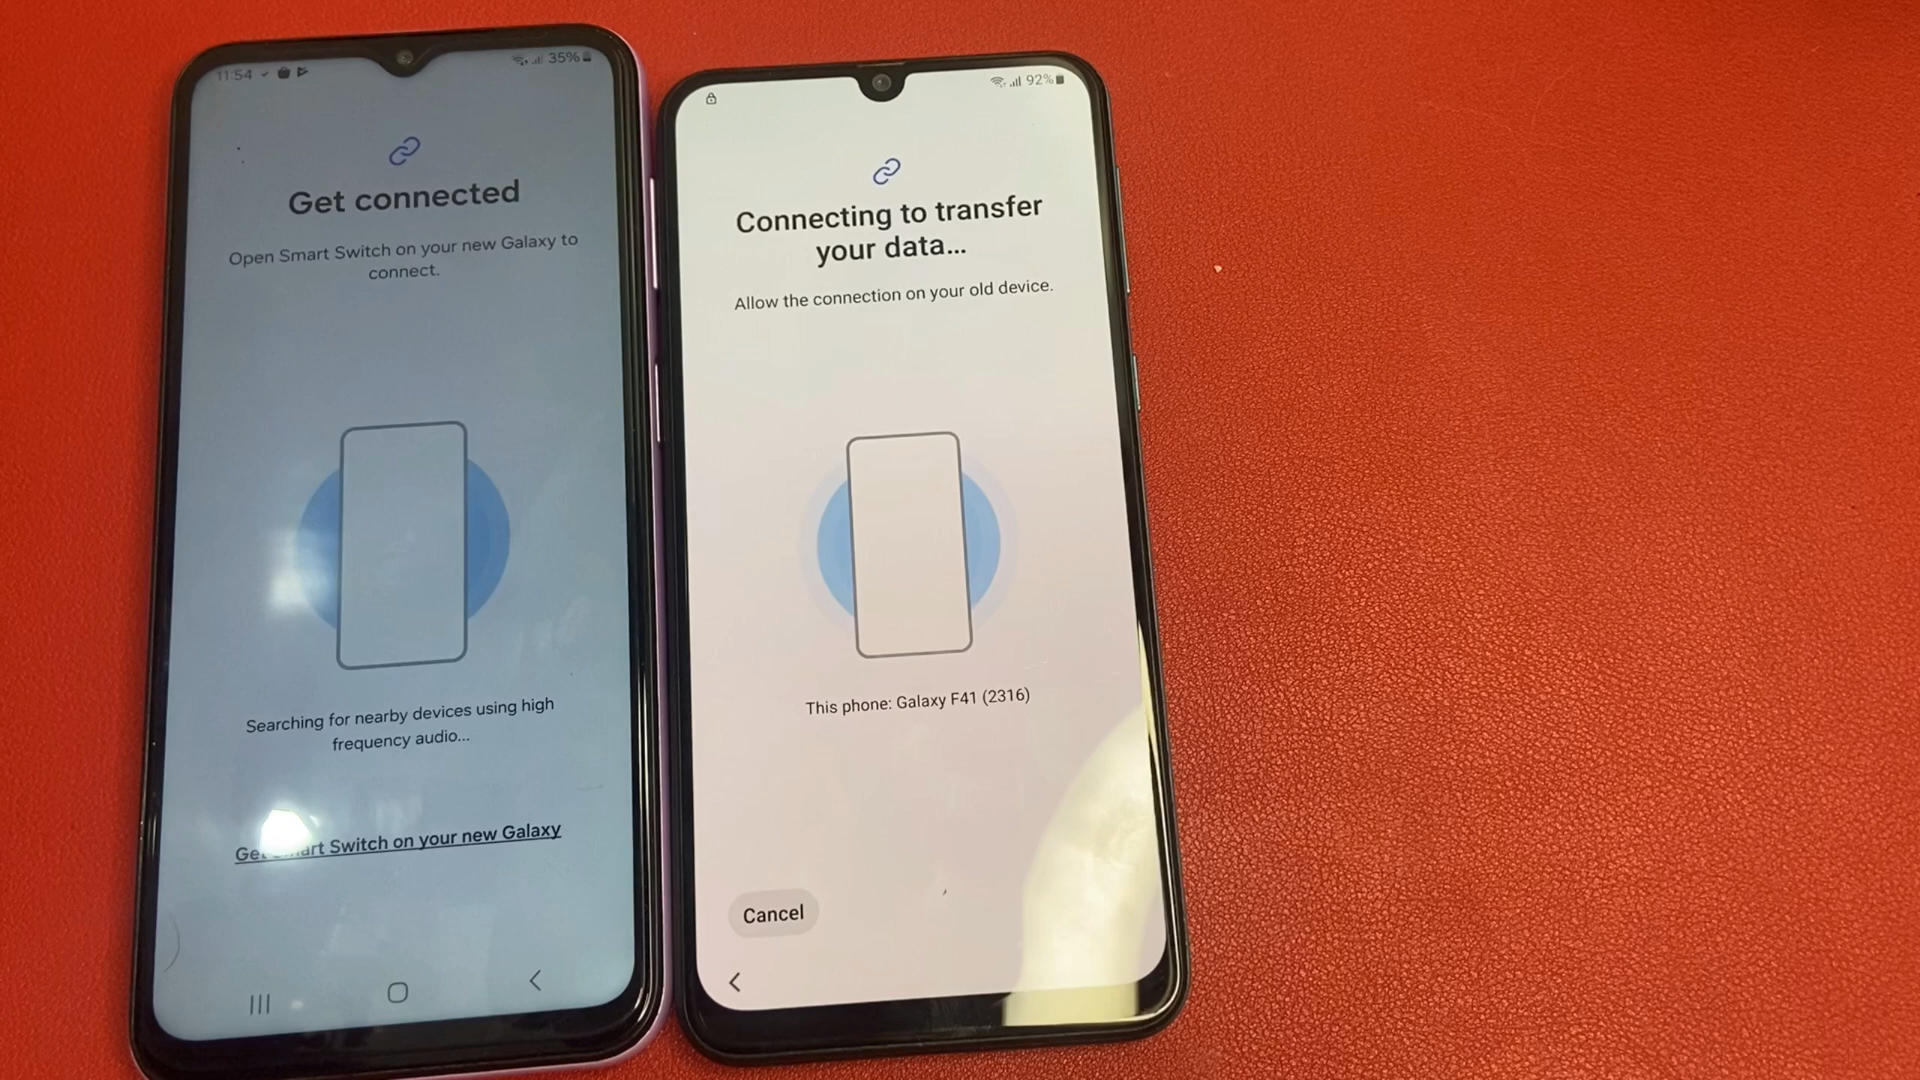 11:54
35%
Get connected
Open Smart Switch on your new Galaxy to
connect.
Searching for nearby devices using high
frequency audio...
Smart Switch on your new Galaxy
92%
Connecting to transfer
your data...
Allow the connection on your old device.
This phone: Galaxy F41 (2316)
Cancel